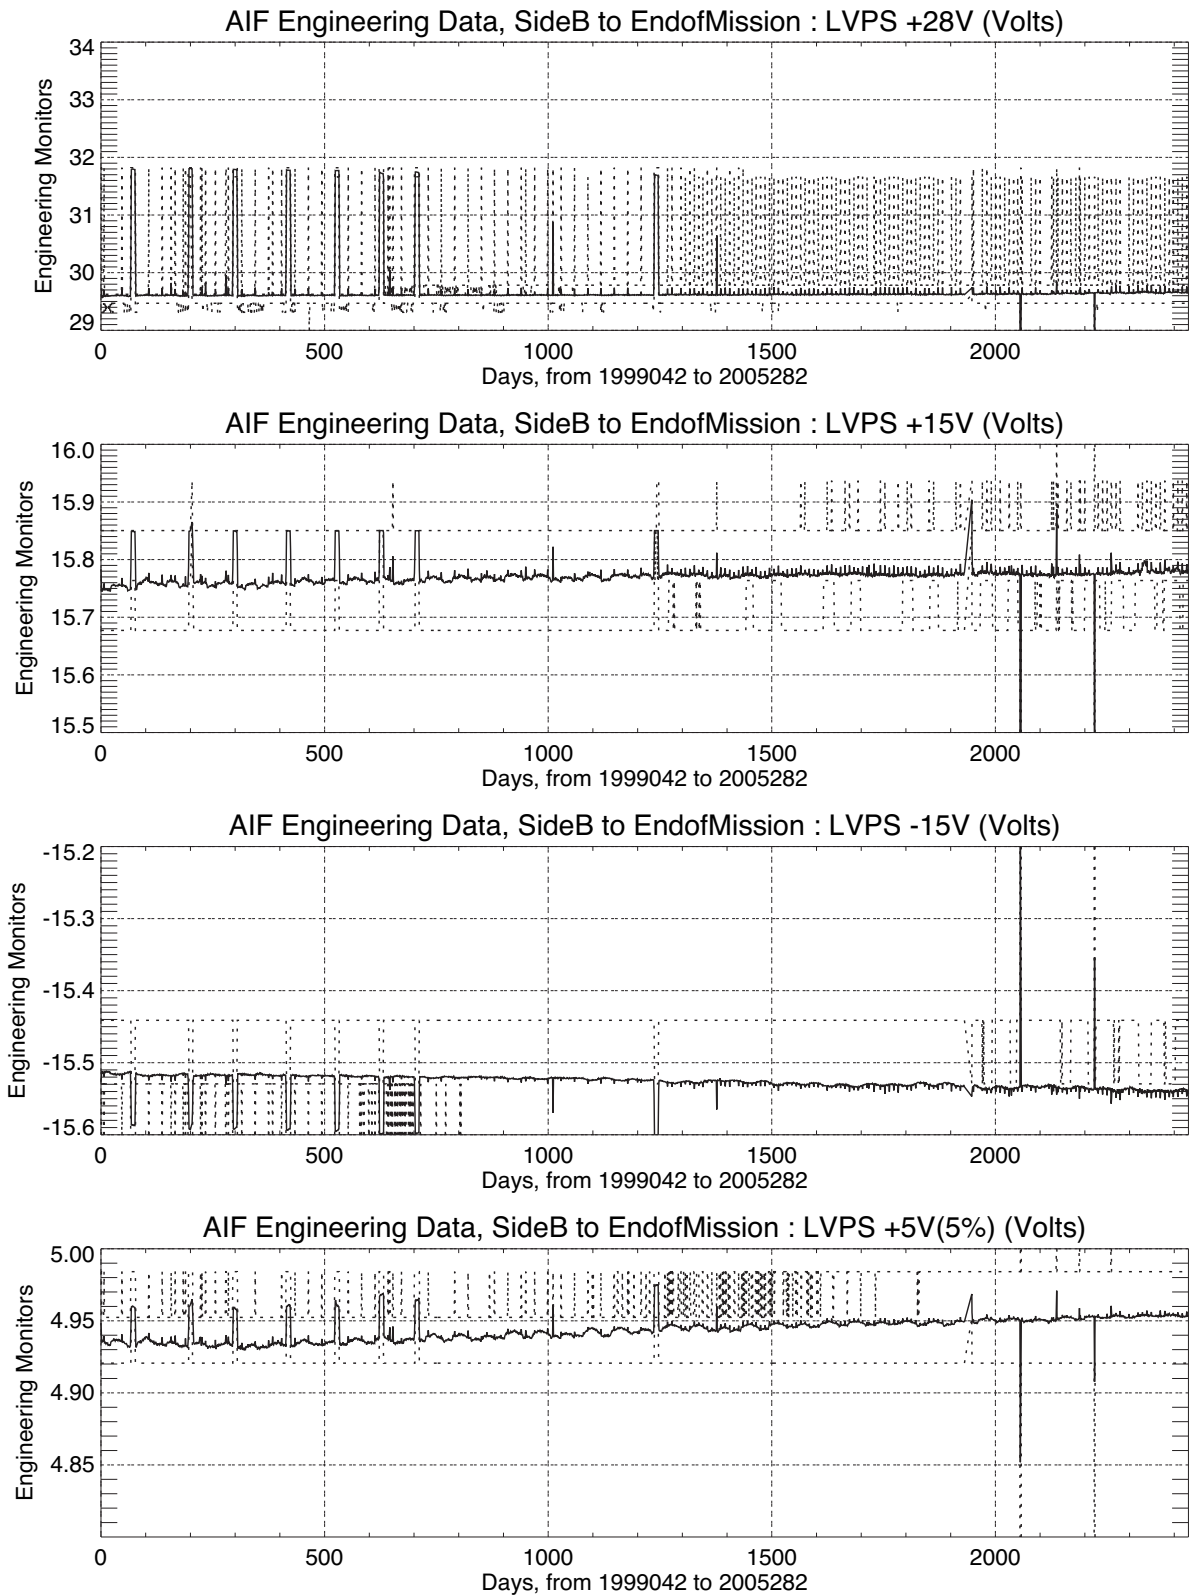 AIF Engineering Data, SideB to EndofMission : LVPS +28V (Volts)
34
33
32
31
30
29
Engineering Monitors
0 500 1000 1500 2000
Days, from 1999042 to 2005282
AIF Engineering Data, SideB to EndofMission : LVPS +15V (Volts)
16.0
15.9
15.8
15.7
15.6
15.5
Engineering Monitors
0 500 1000 1500 2000
Days, from 1999042 to 2005282
AIF Engineering Data, SideB to EndofMission : LVPS -15V (Volts)
-15.2
-15.3
-15.4
-15.5
-15.6
Engineering Monitors
0 500 1000 1500 2000
Days, from 1999042 to 2005282
AIF Engineering Data, SideB to EndofMission : LVPS +5V(5%) (Volts)
5.00
4.95
4.90
4.85
Engineering Monitors
0 500 1000 1500 2000
Days, from 1999042 to 2005282